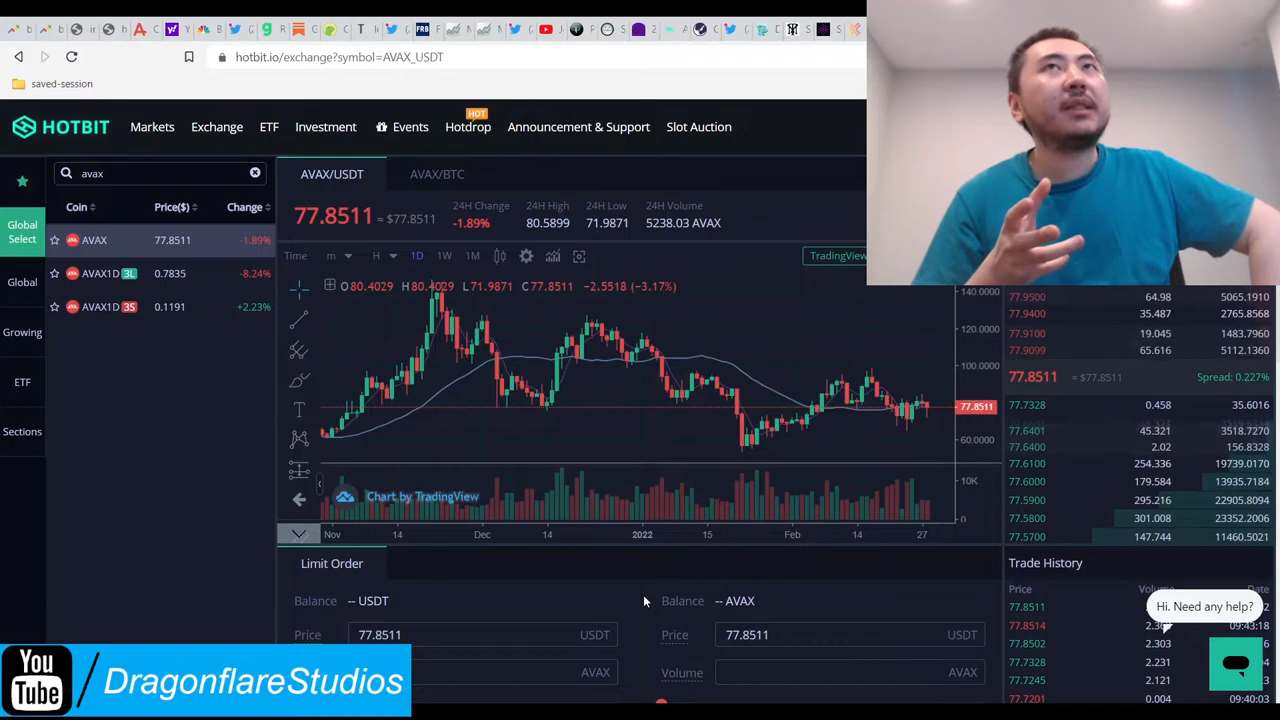 FRB
T
2
hotbit.io/exchange?symbol=AVAX_USDT
saved-session
HOTBIT
Markets
Exchange
ETF
Investment
Events
HOT
Hotdrop
Announcement & Support
Slot Auction
avax
Coin Price($) Change
Global Select
AVAX 77.8511 -1.89%
AVAX1D 3L 0.7835 -8.24%
AVAX1D 3S 0.1191 +2.23%
Global
Growing
ETF
Sections
AVAX/USDT
AVAX/BTC
77.8511 ≈ $77.8511
24H Change
-1.89%
24H High
80.5899
24H Low
71.9871
24H Volume
5238.03 AVAX
Time m H 1D 1W 1M
TradingView
O80.4029 H80.4029 L71.9871 C77.8511 -2.5518 (-3.17%)
140.0000
120.0000
100.0000
77.8511
60.0000
10K
0
Chart by TradingView
Nov 14 Dec 14 2022 15 Feb 14 27
Limit Order
Balance -- USDT
Price 77.8511 USDT
AVAX
Balance -- AVAX
Price 77.8511 USDT
Volume AVAX
77.9500 64.98 5065.1910
77.9400 35.487 2765.8568
77.9100 19.045 1483.7960
77.9099 65.616 5112.1360
77.8511 ≈ $77.8511 Spread: 0.227%
77.7328 0.458 35.6016
77.6401 45.321 3518.7270
77.6400 2.02 156.8328
77.6100 254.336 19739.0170
77.6000 179.584 13935.7184
77.5900 295.216 22905.8094
77.5800 301.008 23352.2006
77.5700 147.744 11460.5021
Trade History
Price
77.8511
77.8514 09:43:18
77.8502 2.303
77.7328 2.231
77.7245 2.121
77.7201 0.004 09:40:03
Hi. Need any help?
You Tube / DragonflareStudios